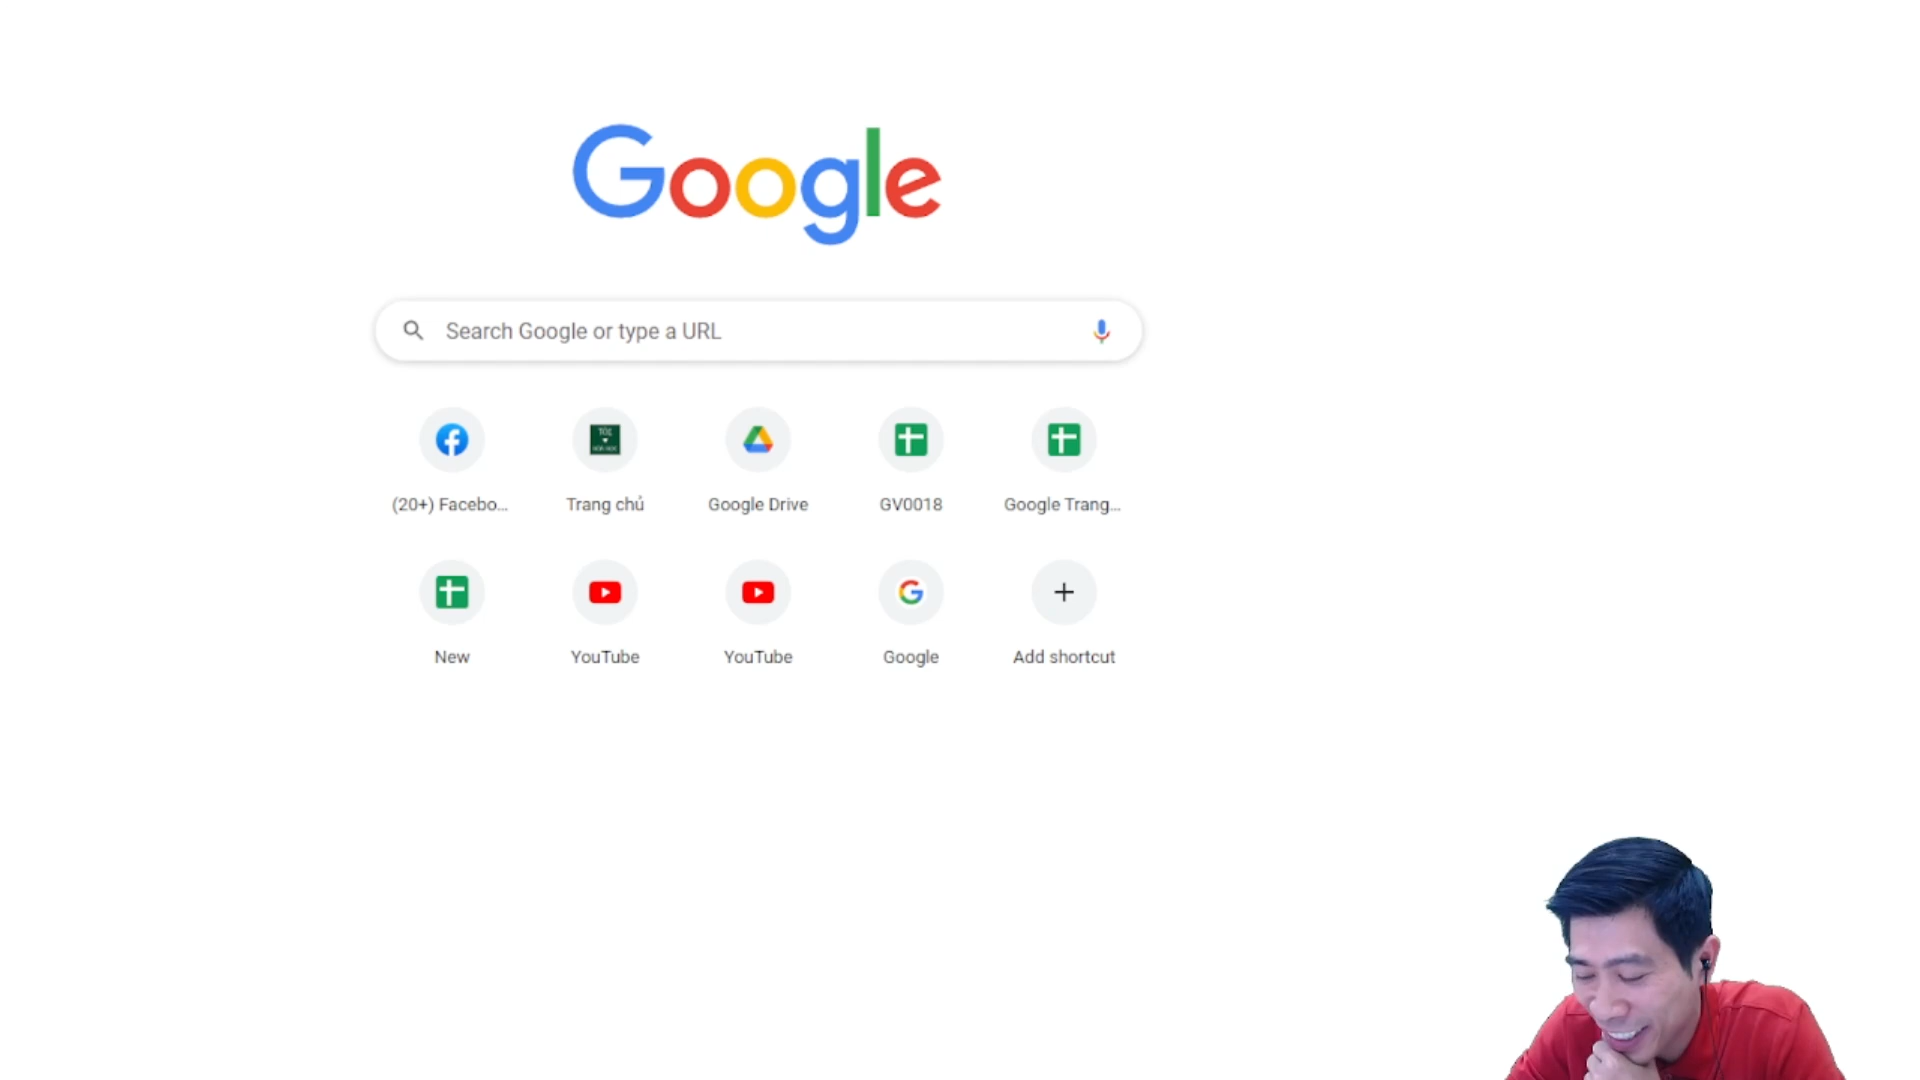 Google
Search Google or type a URL
(20+) Facebo...
Trang chủ
Google Drive
GV0018
Google Trang...
New
YouTube
YouTube
Google
Add shortcut